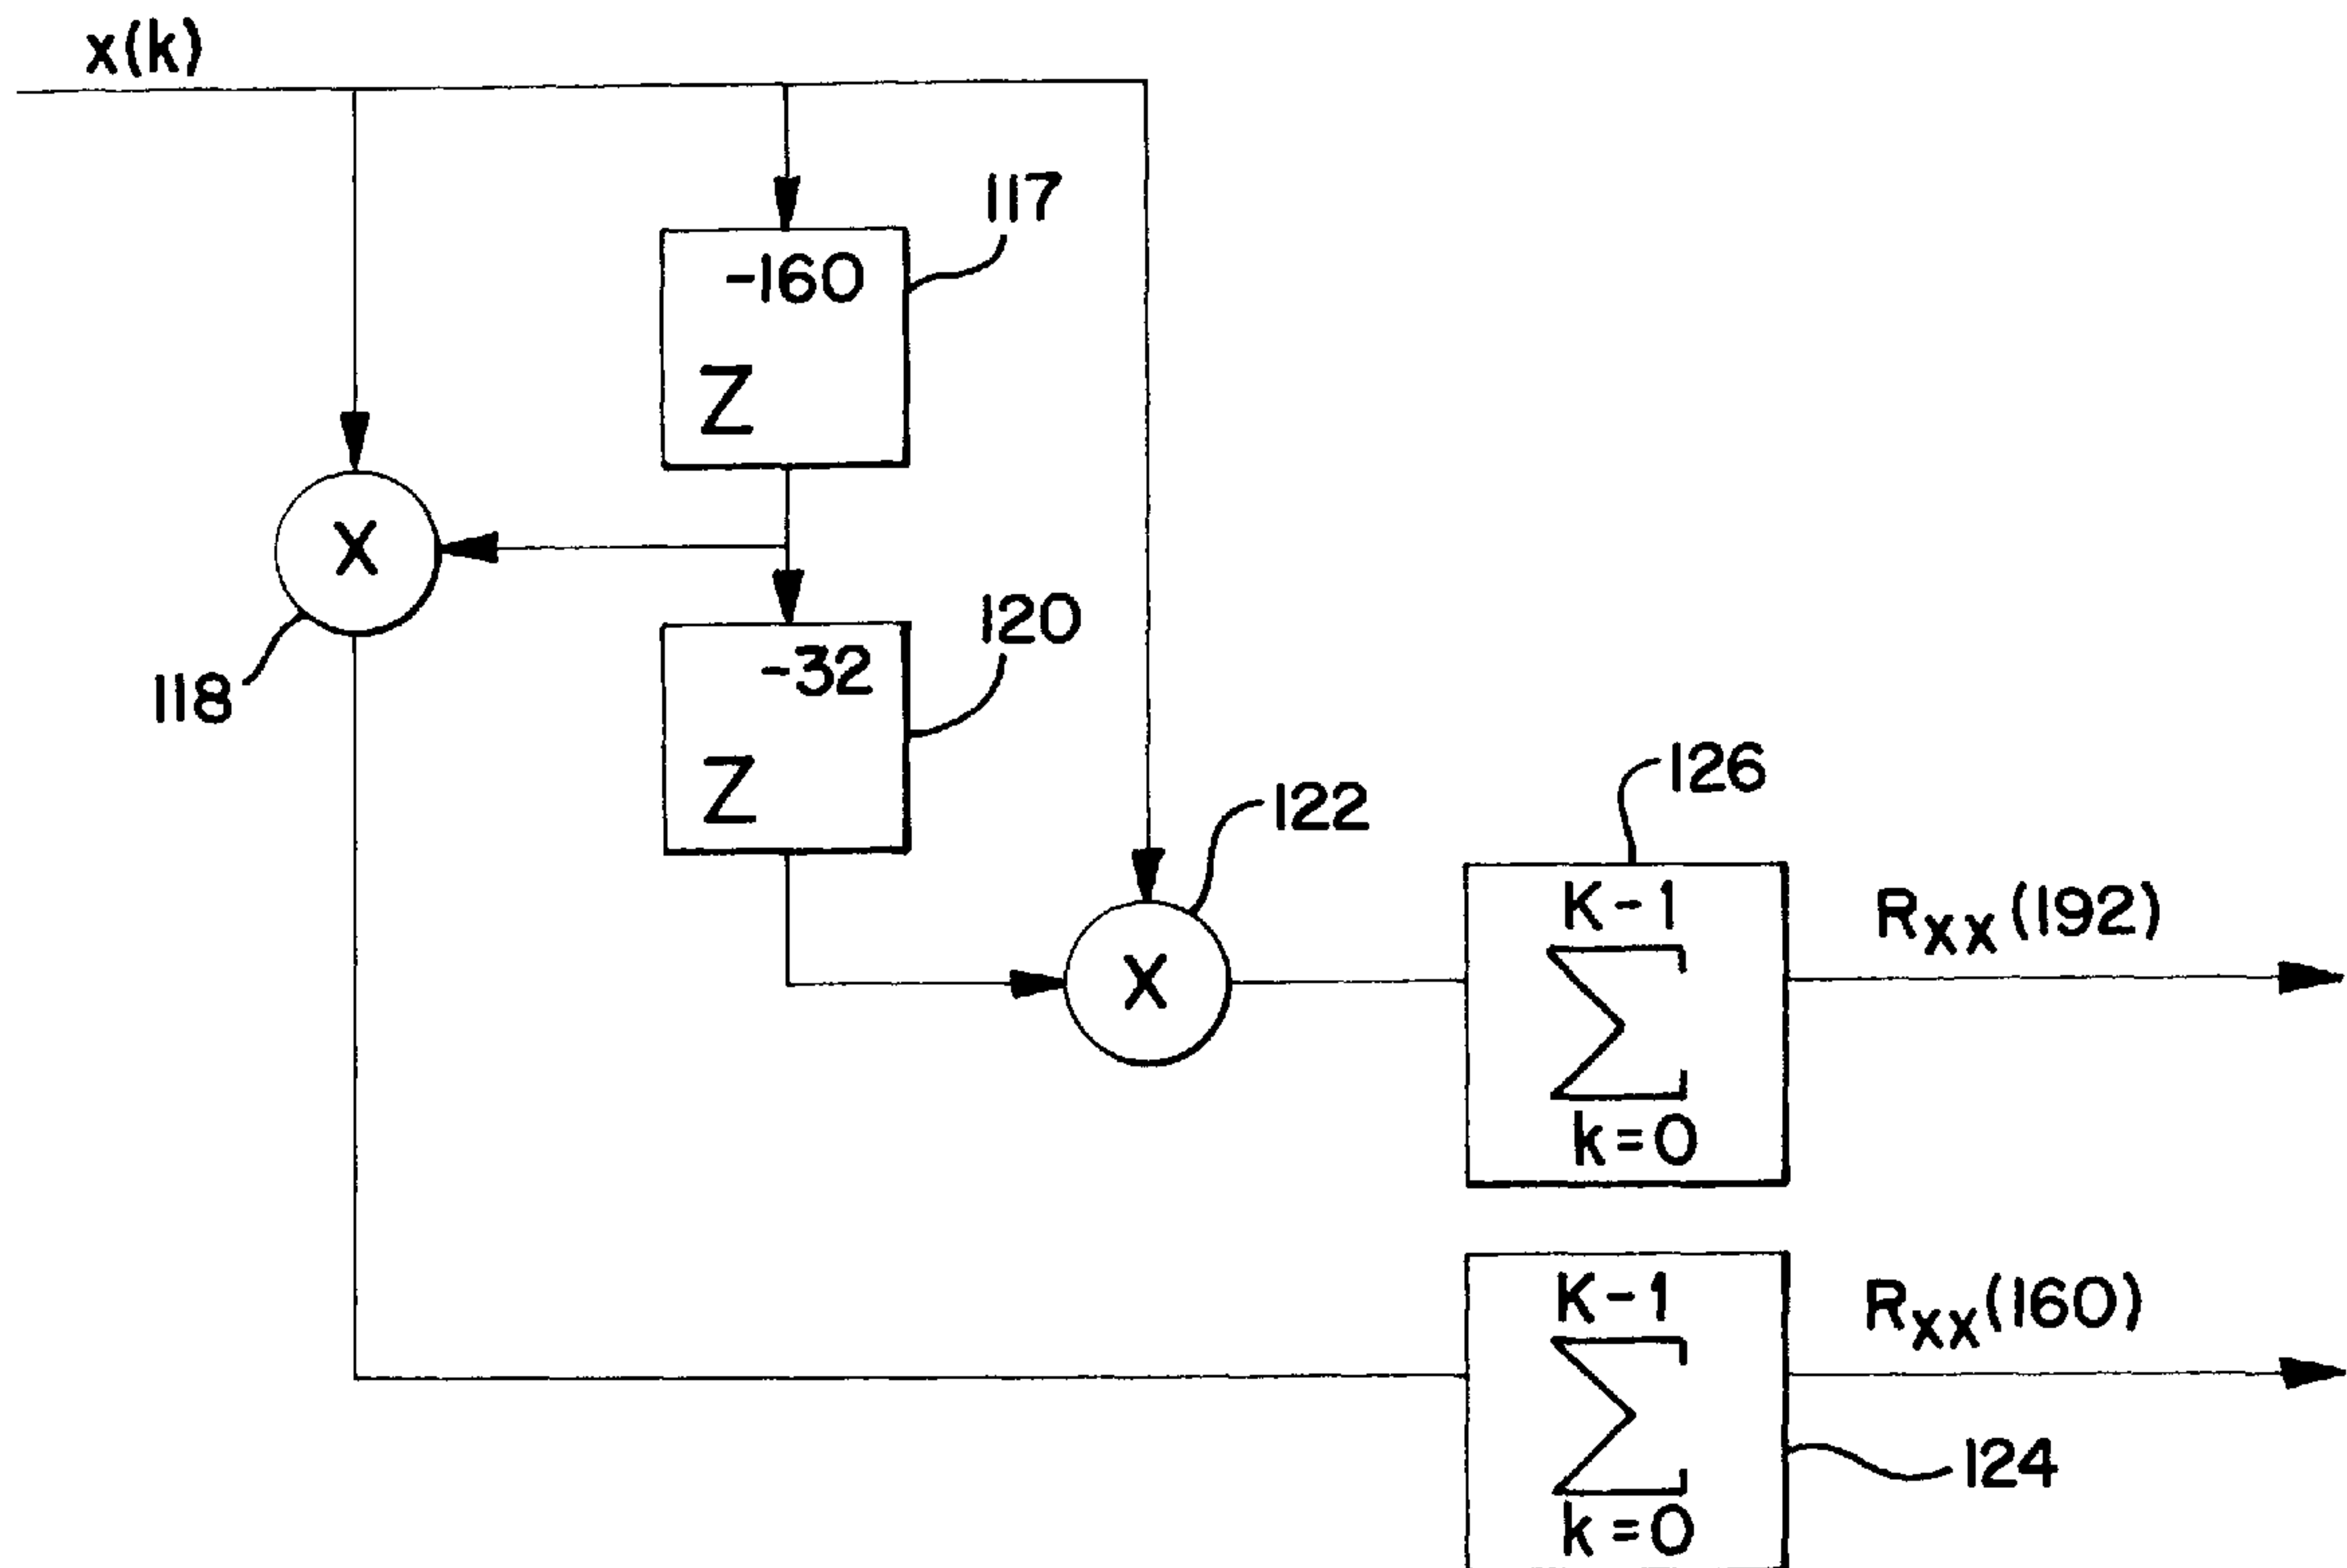 x(k)
117
-160
Z
X
118
120
-32
Z
122
X
126
K-1
∑
k=0
Rxx(192)
K-1
∑
k=0
Rxx(160)
124